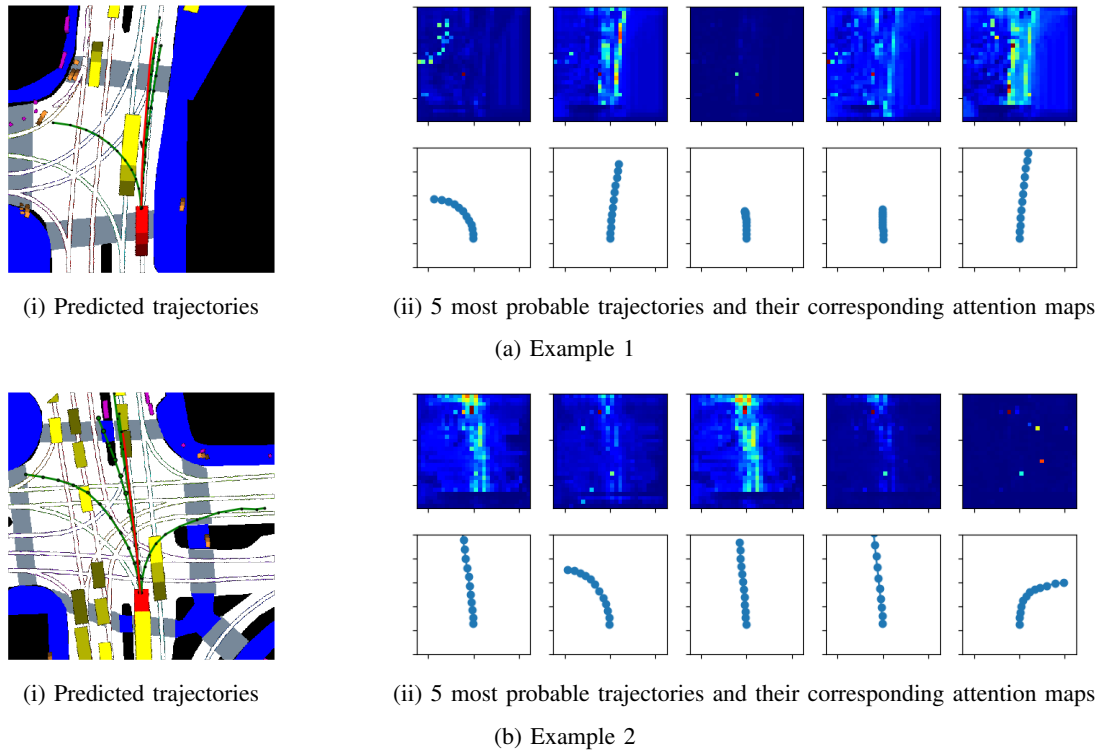 (i) Predicted trajectories
(ii) 5 most probable trajectories and their corresponding attention maps
(a) Example 1
(i) Predicted trajectories
(ii) 5 most probable trajectories and their corresponding attention maps
(b) Example 2